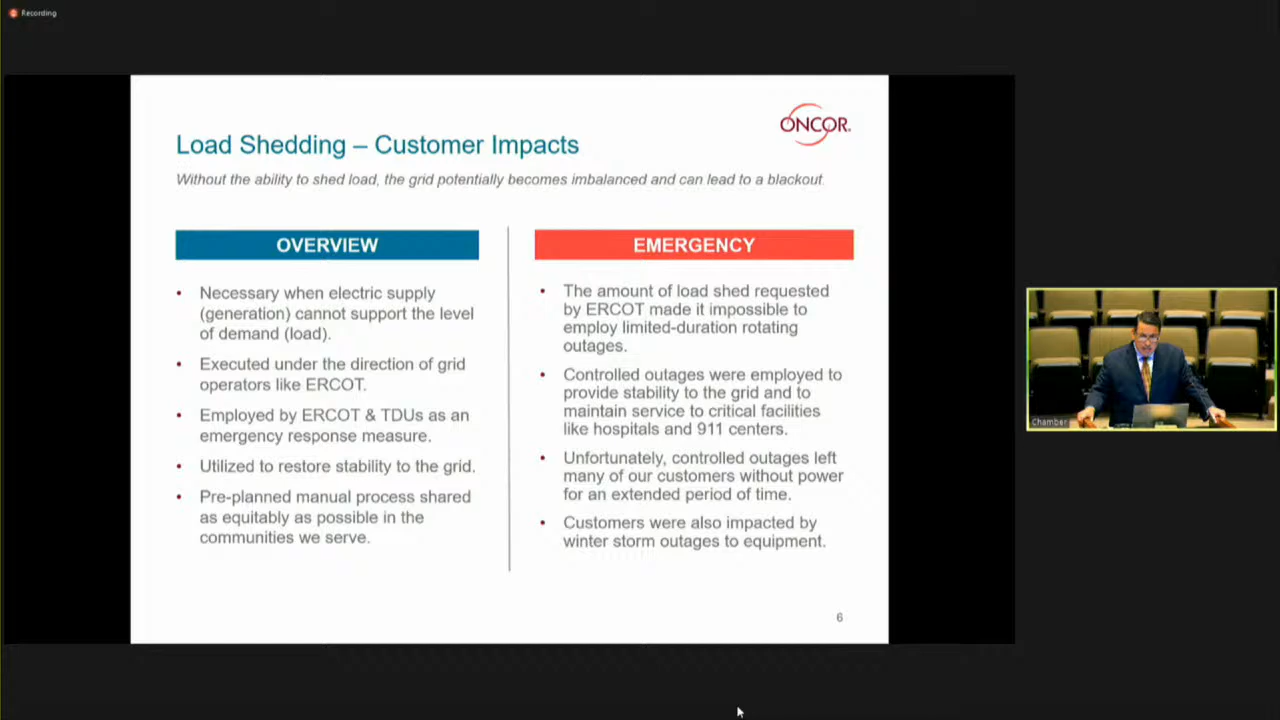 Recording
ONCOR.
Load Shedding – Customer Impacts
Without the ability to shed load, the grid potentially becomes imbalanced and can lead to a blackout.
OVERVIEW
• Necessary when electric supply
(generation) cannot support the level
of demand (load).
• Executed under the direction of grid
operators like ERCOT.
• Employed by ERCOT & TDUs as an
emergency response measure.
• Utilized to restore stability to the grid.
• Pre-planned manual process shared
as equitably as possible in the
communities we serve.
EMERGENCY
• The amount of load shed requested
by ERCOT made it impossible to
employ limited-duration rotating
outages.
• Controlled outages were employed to
provide stability to the grid and to
maintain service to critical facilities
like hospitals and 911 centers.
• Unfortunately, controlled outages left
many of our customers without power
for an extended period of time.
• Customers were also impacted by
winter storm outages to equipment.
6
Chamber